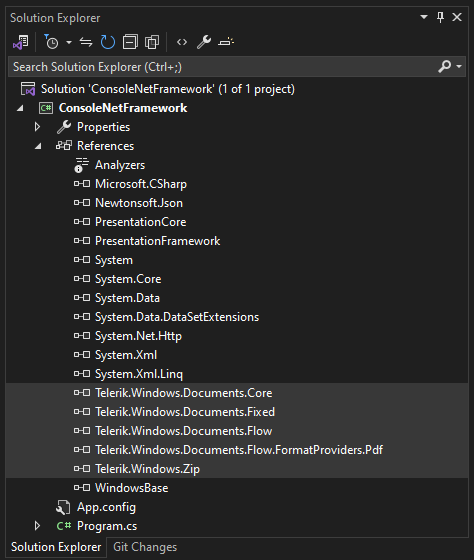 Solution Explorer
Search Solution Explorer (Ctrl+;)
Solution 'ConsoleNetFramework' (1 of 1 project)
C# ConsoleNetFramework
Properties
References
Analyzers
Microsoft.CSharp
Newtonsoft.Json
PresentationCore
PresentationFramework
System
System.Core
System.Data
System.Data.DataSetExtensions
System.Net.Http
System.Xml
System.Xml.Linq
Telerik.Windows.Documents.Core
Telerik.Windows.Documents.Fixed
Telerik.Windows.Documents.Flow
Telerik.Windows.Documents.Flow.FormatProviders.Pdf
Telerik.Windows.Zip
WindowsBase
App.config
C# Program.cs
Solution Explorer Git Changes